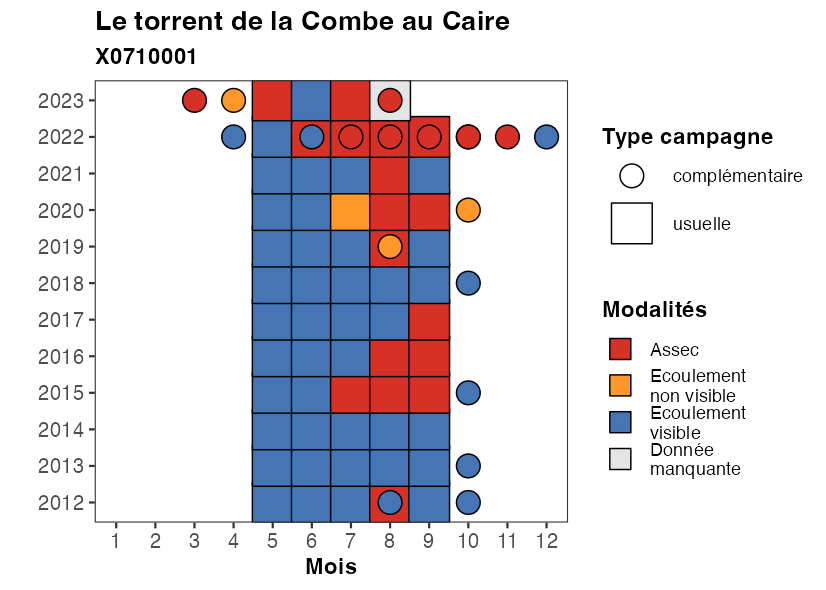 Le torrent de la Combe au Caire
X0710001
2023
2022
2021
2020
2019
2018
2017
2016
2015
2014
2013
2012
1 2 3 4 5 6 7 8 9 10 11 12
Mois
Type campagne
complémentaire
usuelle
Modalités
Assec
Ecoulement
non visible
Ecoulement
visible
Donnée
manquante